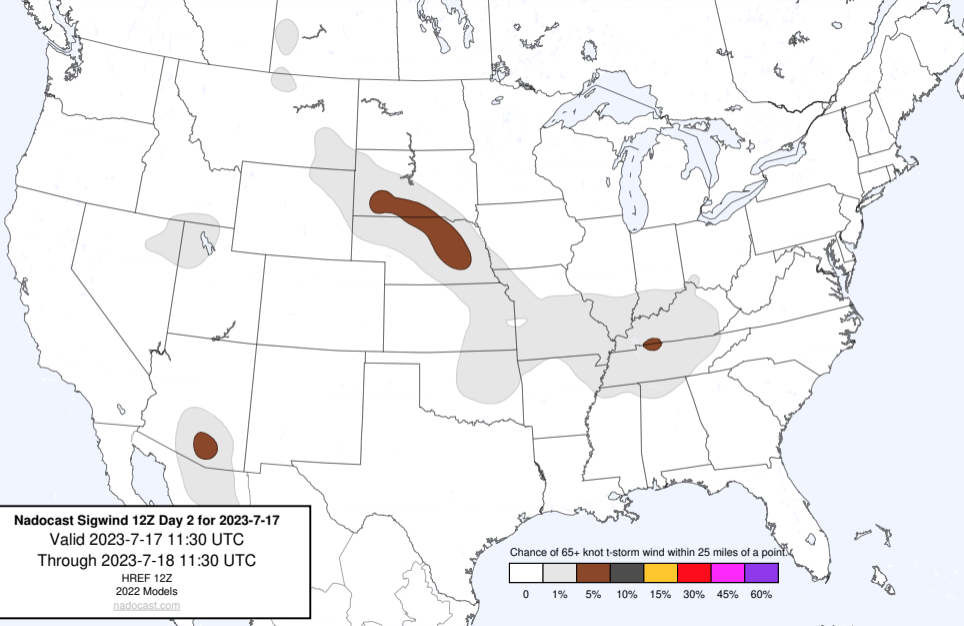 Nadocast Sigwind 12Z Day 2 for 2023-7-17
Valid 2023-7-17 11:30 UTC
Through 2023-7-18 11:30 UTC
HREF 12Z
2022 Models
nadocast.com
Chance of 65+ knot t-storm wind within 25 miles of a point.
0 1% 5% 10% 15% 30% 45% 60%